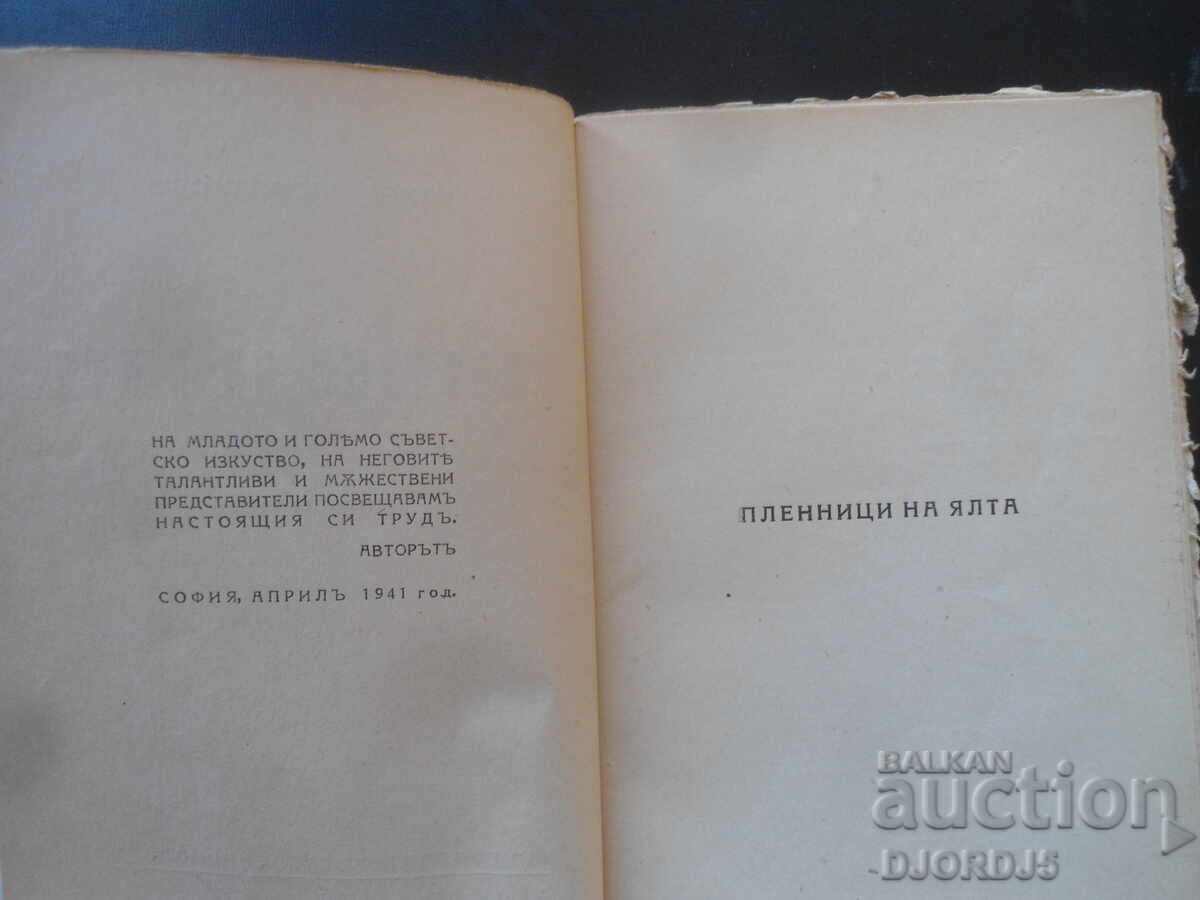 НА МЛАДОТО И ГОЛѢМО СЪВЕТ-
СКО ИЗКУСТВО, НА НЕГОВИТѢ
ТАЛАНТЛИВИ И МѪЖЕСТВЕНИ
ПРЕДСТАВИТЕЛИ ПОСВЕЩАВАМЪ
НАСТОЯЩИЯ СИ ТРУДЪ.
АВТОРЪТЪ
СОФИЯ, АПРИЛЪ 1941 год.
ПЛЕННИЦИ НА ЯЛТА
BALKAN
auction
DJORDJ5